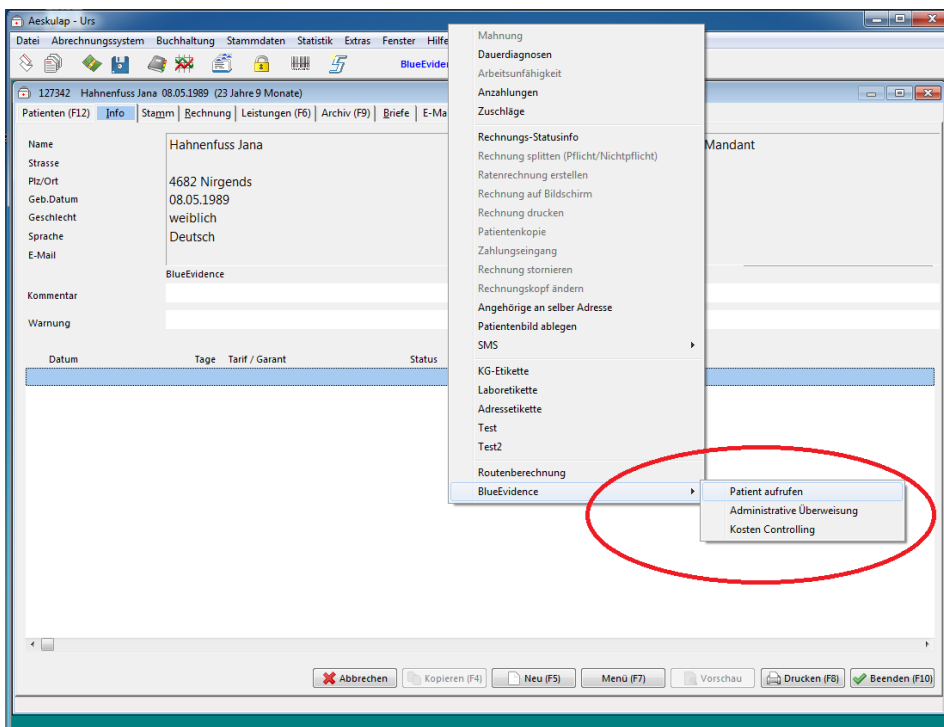 Aeskulap - Urs
Datei Abrechnungssystem Buchhaltung Stammdaten Statistik Extras Fenster Hilfe
BlueEviden
127342 Hahnenfuss Jana 08.05.1989 (23 Jahre 9 Monate)
Patienten (F12) Info Stamm Rechnung Leistungen (F6) Archiv (F9) Briefe E-Ma
Name Hahnenfuss Jana Mandant
Strasse
Plz/Ort 4682 Nirgends
Geb.Datum 08.05.1989
Geschlecht weiblich
Sprache Deutsch
E-Mail
BlueEvidence
Kommentar
Warnung
Datum Tage Tarif / Garant Status
Mahnung
Dauerdiagnosen
Arbeitsunfähigkeit
Anzahlungen
Zuschläge
Rechnungs-Statusinfo
Rechnung splitten (Pflicht/Nichtpflicht)
Ratenrechnung erstellen
Rechnung auf Bildschirm
Rechnung drucken
Patientenkopie
Zahlungseingang
Rechnung stornieren
Rechnungskopf ändern
Angehörige an selber Adresse
Patientenbild ablegen
SMS
KG-Etikette
Laboretikette
Adressetikette
Test
Test2
Routenberechnung
BlueEvidence
Patient aufrufen
Administrative Überweisung
Kosten Controlling
Abbrechen Kopieren (F4) Neu (F5) Menü (F7) Vorschau Drucken (F8) Beenden (F10)